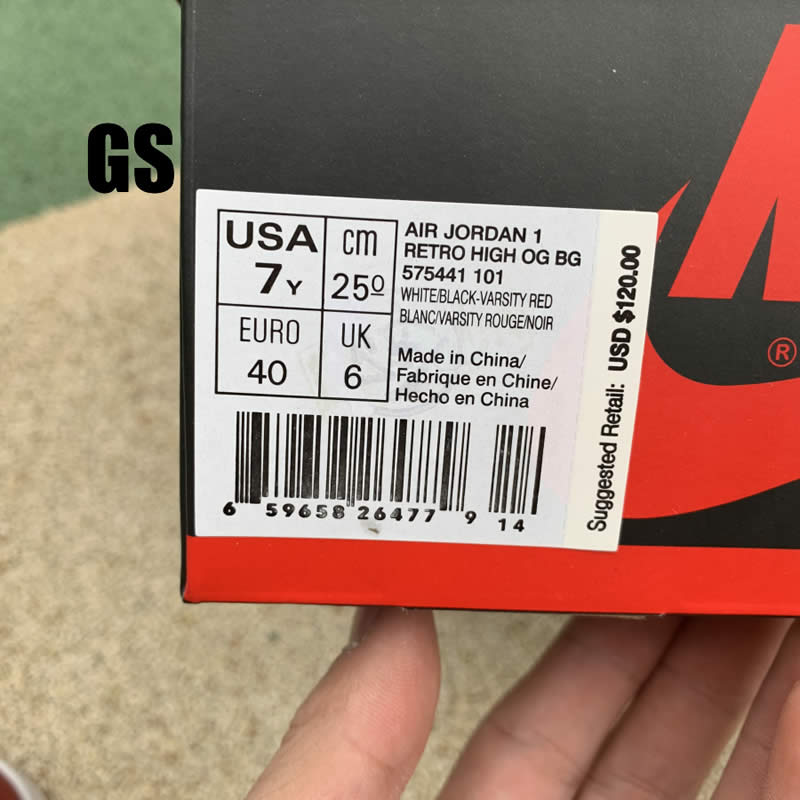 GS
USA
7Y
cm
25º
EURO
40
UK
6
AIR JORDAN 1
RETRO HIGH OG BG
575441 101
WHITE/BLACK-VARSITY RED
BLANC/VARSITY ROUGE/NOIR
Made in China/
Fabrique en Chine/
Hecho en China
6 59658 26477 9 14
Suggested Retail: USD $120.00
®